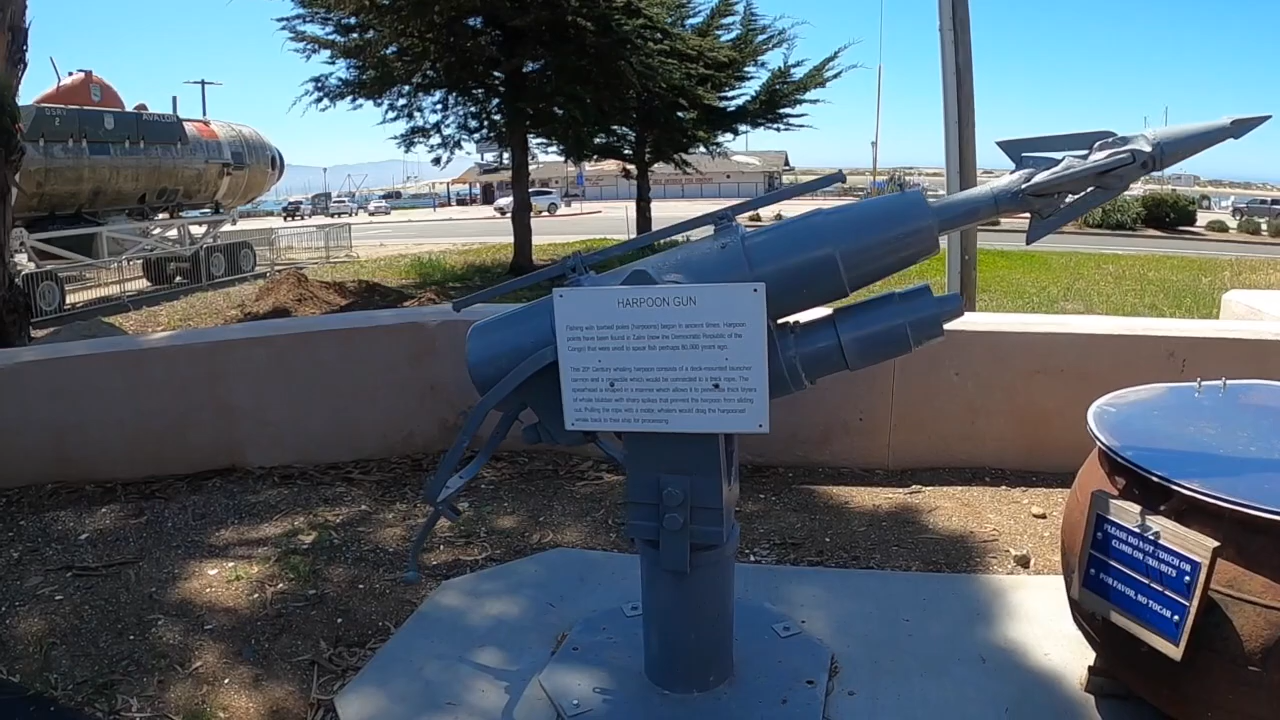 DSRV
2
AVALON
HARPOON GUN
Fishing with barbed poles (harpoons) began in ancient times. Harpoon
points have been found in Zaire (now the Democratic Republic of the
Congo) that were used to spear fish perhaps 80,000 years ago.
This 20th Century whaling harpoon consists of a deck-mounted launcher
cannon and a projectile which would be connected to a thick rope. The
spearhead is shaped in a manner which allows it to penetrate thick layers
of whale blubber with sharp spikes that prevent the harpoon from sliding
out. Pulling the rope with a motor, whalers would drag the harpooned
whale back to their ship for processing.
PLEASE DO NOT TOUCH OR
CLIMB ON EXHIBITS
POR FAVOR, NO TOCAR